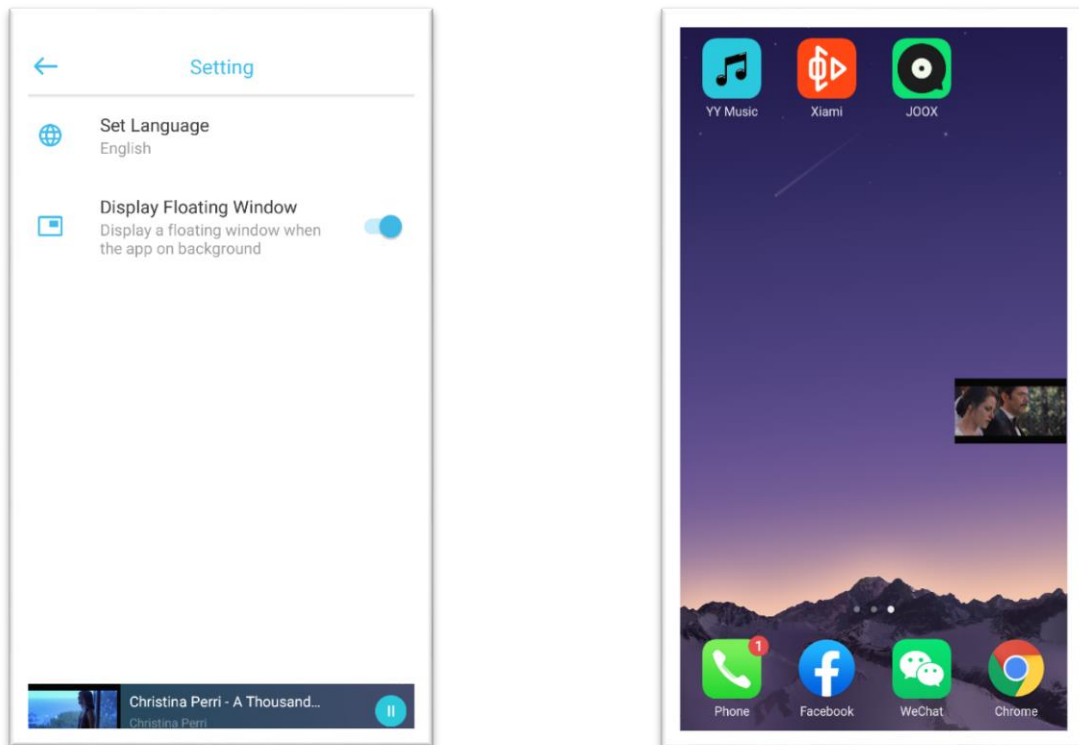 Setting
Set Language
English
Display Floating Window
Display a floating window when
the app on background
Christina Perri - A Thousand...
Christina Perri
YY Music
Xiami
JOOX
1
Phone
Facebook
WeChat
Chrome